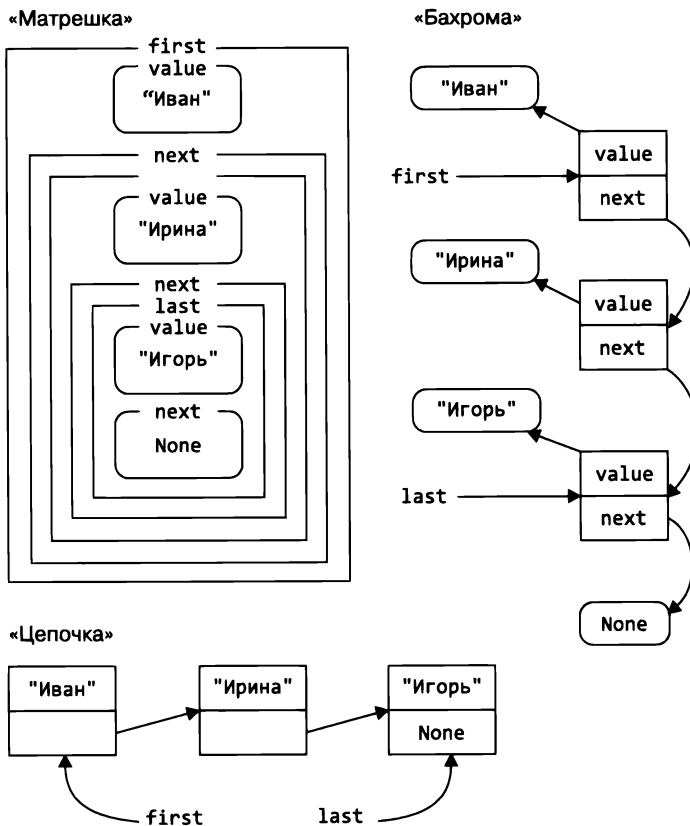 «Матрешка»
first
value
“Иван"
next
value
"Ирина"
next
last
value
"Игорь"
next
None
«Бахрома»
"Иван"
value
first
next
"Ирина"
value
next
"Игорь"
value
last
next
None
«Цепочка»
"Иван"
"Ирина"
"Игорь"
None
first
last